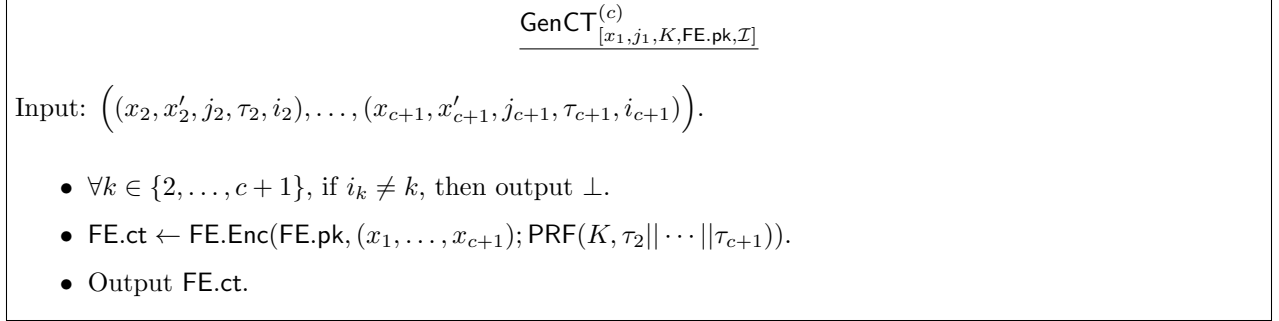 GenCT^{(c)}_{[x_1,j_1,K,FE.pk,\mathcal{I}]}
Input: ((x_2, x'_2, j_2, τ_2, i_2), . . . , (x_{c+1}, x'_{c+1}, j_{c+1}, τ_{c+1}, i_{c+1})).
• ∀k ∈ {2, . . . , c + 1}, if i_k ≠ k, then output ⊥.
• FE.ct ← FE.Enc(FE.pk, (x_1, . . . , x_{c+1}); PRF(K, τ_2|| · · · ||τ_{c+1})).
• Output FE.ct.